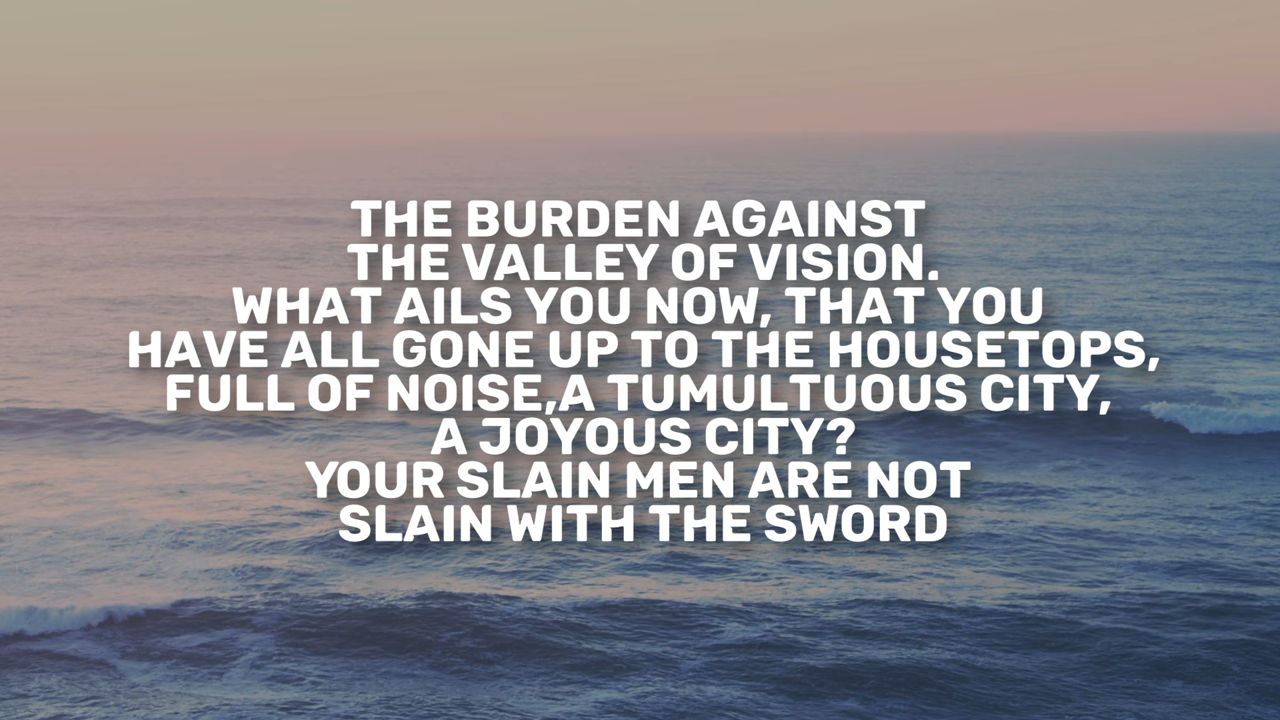 THE BURDEN AGAINST
THE VALLEY OF VISION.
WHAT AILS YOU NOW, THAT YOU
HAVE ALL GONE UP TO THE HOUSETOPS,
FULL OF NOISE,A TUMULTUOUS CITY,
A JOYOUS CITY?
YOUR SLAIN MEN ARE NOT
SLAIN WITH THE SWORD